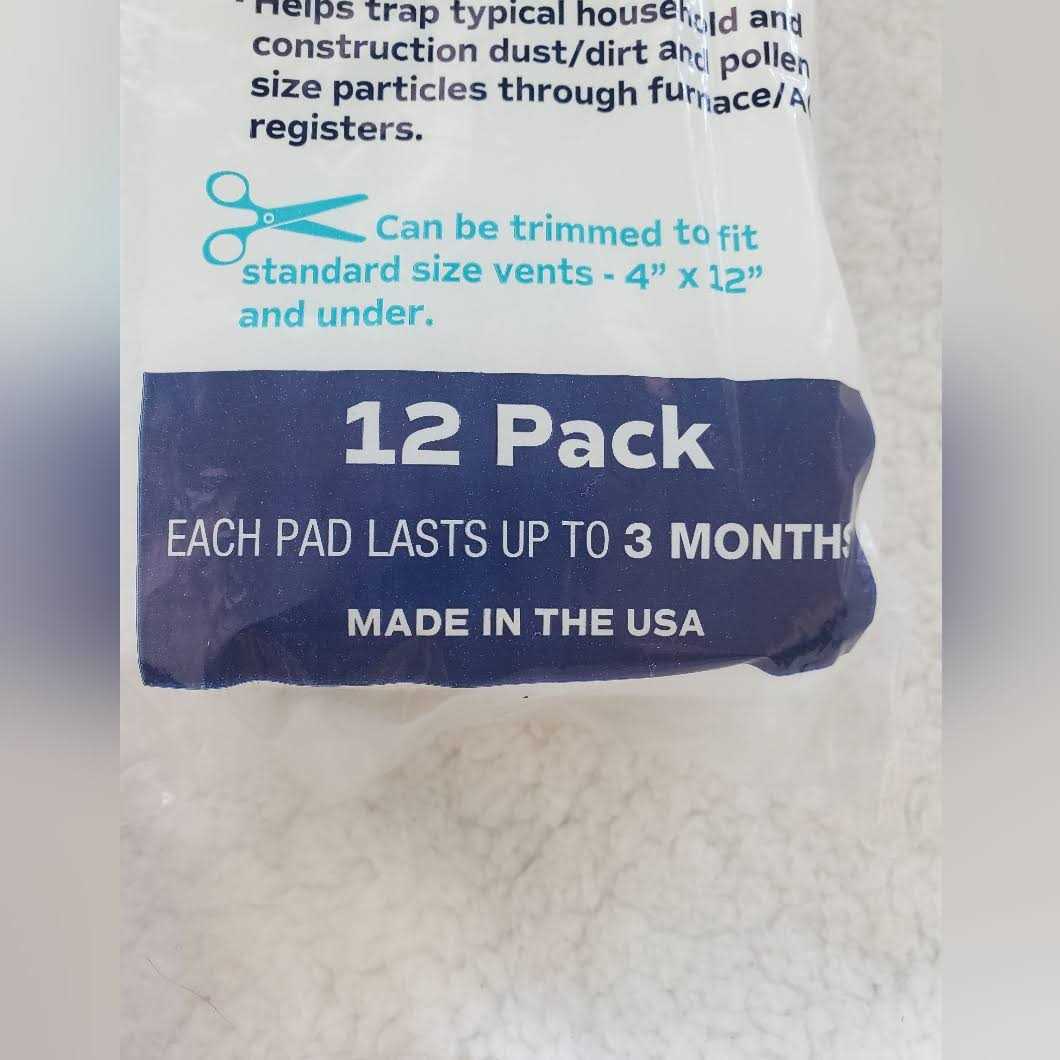 Helps trap typical household and
construction dust/dirt and pollen
size particles through furnace/A
registers.
Can be trimmed to fit
standard size vents - 4” x 12”
and under.
12 Pack
EACH PAD LASTS UP TO 3 MONTHS
MADE IN THE USA